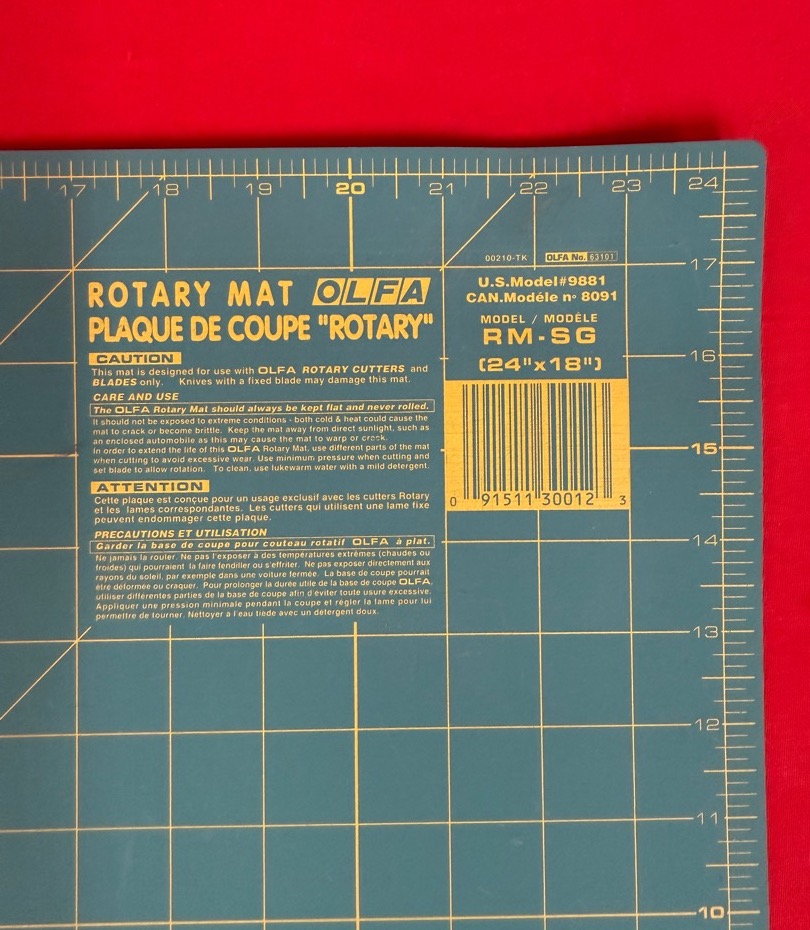 17 18 19 20 21 22 23 24
00210-TK OLFA No. 63101
17
ROTARY MAT OLFA
PLAQUE DE COUPE "ROTARY"
CAUTION
This mat is designed for use with OLFA ROTARY CUTTERS and
BLADES only. Knives with a fixed blade may damage this mat.
CARE AND USE
The OLFA Rotary Mat should always be kept flat and never rolled.
It should not be exposed to extreme conditions - both cold & heat could cause the
mat to crack or become brittle. Keep the mat away from direct sunlight, such as
an enclosed automobile as this may cause the mat to warp or crack.
In order to extend the life of this OLFA Rotary Mat, use different parts of the mat
when cutting to avoid excessive wear. Use minimum pressure when cutting and
set blade to allow rotation. To clean, use lukewarm water with a mild detergent.
ATTENTION
Cette plaque est conçue pour un usage exclusif avec les cutters Rotary
et les lames correspondantes. Les cutters qui utilisent une lame fixe
peuvent endommager cette plaque.
PRECAUTIONS ET UTILISATION
Garder la base de coupe pour couteau rotatif OLFA à plat.
Ne jamais la rouler. Ne pas l'exposer à des températures extrêmes (chaudes ou
froides) qui pourraient la faire fendiller ou s'effriter. Ne pas exposer directement aux
rayons du soleil, par exemple dans une voiture fermée. La base de coupe pourrait
être déformée ou craquer. Pour prolonger la durée utile de la base de coupe OLFA,
utiliser différentes parties de la base de coupe afin d'éviter toute usure excessive.
Appliquer une pression minimale pendant la coupe et régler la lame pour lui
permettre de tourner. Nettoyer à l'eau tiède avec un détergent doux.
U.S.Model#9881
CAN.Modéle nº 8091
MODEL / MODÈLE
RM-SG
(24"x18")
0 91511 30012 3
16
15
14
13
12
11
10